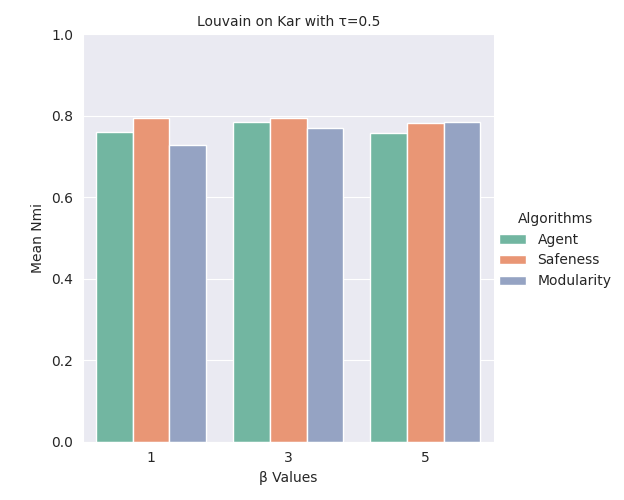 Louvain on Kar with τ=0.5
1.0
0.8
0.6
0.4
0.2
0.0
Mean Nmi
1 3 5
β Values
Algorithms
Agent
Safeness
Modularity